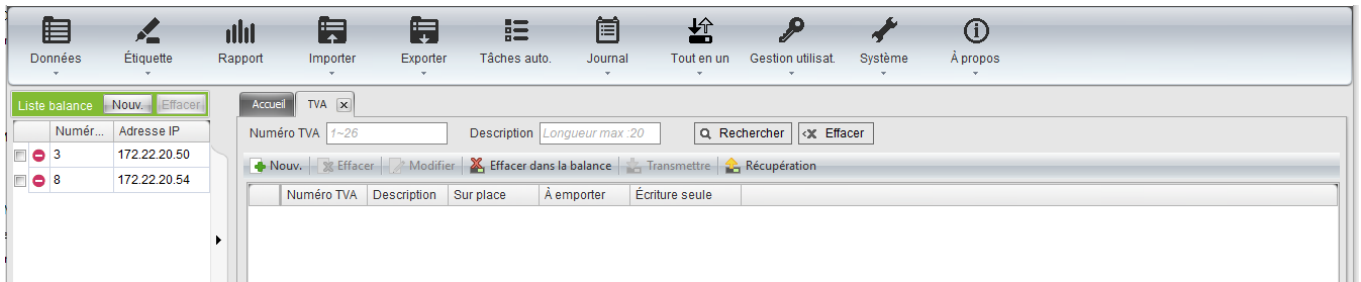 Données Étiquette Rapport Importer Exporter Tâches auto. Journal Tout en un Gestion utilisat. Système À propos
Liste balance Nouv. Effacer Accueil TVA
Numér... Adresse IP Numéro TVA 1~26 Description Longueur max :20 Rechercher Effacer
3 172.22.20.50
Nouv. Effacer Modifier Effacer dans la balance Transmettre Récupération
8 172.22.20.54
Numéro TVA Description Sur place À emporter Écriture seule